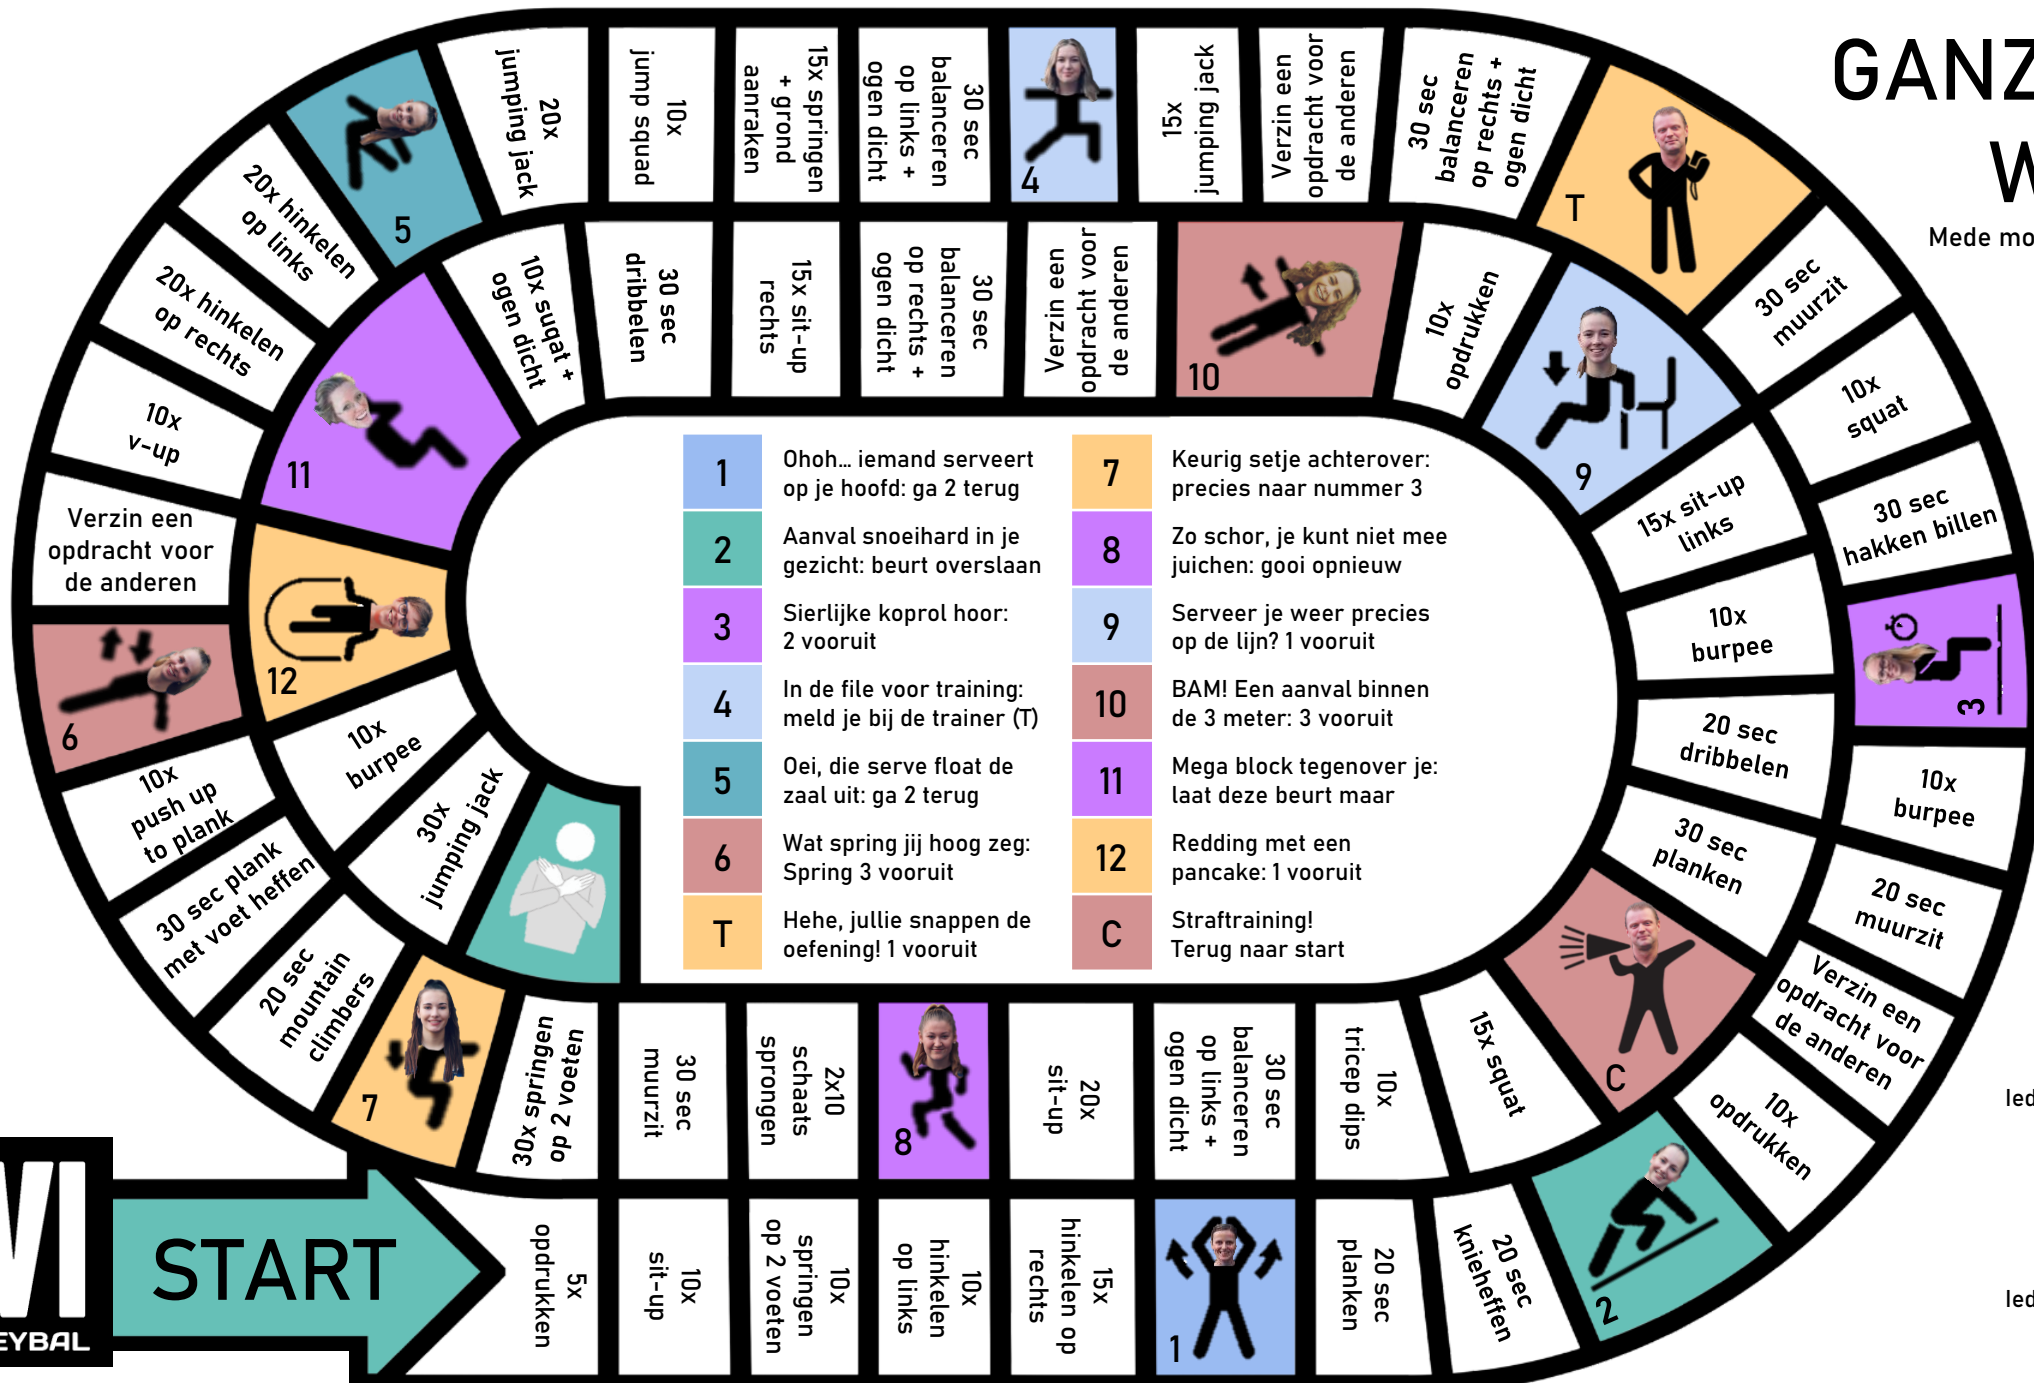 GANZ
W
Mede mo
Ied
Ied
VI
EYBAL
START
5x
opdrukken
10x
sit-up
10x
springen
op 2 voeten
10x
hinkelen
op links
15x
hinkelen op
rechts
1
20 sec
planken
20 sec
knieheffen
2
10x
opdrukken
Verzin een
opdracht voor
de anderen
20 sec
muurzit
10x
burpee
3
30 sec
hakken billen
10x
squat
30 sec
muurzit
T
30 sec
balanceren
op rechts +
ogen dicht
Verzin een
opdracht voor
de anderen
15x
jumping jack
4
30 sec
balanceren
op links +
ogen dicht
15x springen
+ grond
aanraken
10x
jump squad
20x
jumping jack
5
20x hinkelen
op links
20x hinkelen
op rechts
10x
v-up
Verzin een
opdracht voor
de anderen
6
10x
push up
to plank
30 sec plank
met voet heffen
20 sec
mountain
climbers
7
30x springen
op 2 voeten
30 sec
muurzit
2x10
schaats
sprongen
8
20x
sit-up
30 sec
balanceren
op links +
ogen dicht
10x
tricep dips
15x squat
C
30 sec
planken
20 sec
dribbelen
10x
burpee
15x sit-up
links
9
10x
opdrukken
10
Verzin een
opdracht voor
de anderen
30 sec
balanceren
op rechts +
ogen dicht
15x sit-up
rechts
30 sec
dribbelen
10x suqat +
ogen dicht
11
12
10x
burpee
30x
jumping jack
1
Ohoh... iemand serveert
op je hoofd: ga 2 terug
2
Aanval snoeihard in je
gezicht: beurt overslaan
3
Sierlijke koprol hoor:
2 vooruit
4
In de file voor training:
meld je bij de trainer (T)
5
Oei, die serve float de
zaal uit: ga 2 terug
6
Wat spring jij hoog zeg:
Spring 3 vooruit
T
Hehe, jullie snappen de
oefening! 1 vooruit
7
Keurig setje achterover:
precies naar nummer 3
8
Zo schor, je kunt niet mee
juichen: gooi opnieuw
9
Serveer je weer precies
op de lijn? 1 vooruit
10
BAM! Een aanval binnen
de 3 meter: 3 vooruit
11
Mega block tegenover je:
laat deze beurt maar
12
Redding met een
pancake: 1 vooruit
C
Straftraining!
Terug naar start